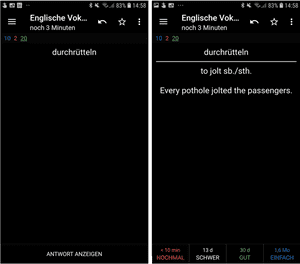 83% 14:58
Englische Vok...
noch 3 Minuten
10 2 20
durchrütteln
ANTWORT ANZEIGEN
83% 14:58
Englische Vok...
noch 3 Minuten
10 2 20
durchrütteln
to jolt sb./sth.
Every pothole jolted the passengers.
< 10 min 13 d 30 d 1,6 Mo
NOCHMAL SCHWER GUT EINFACH